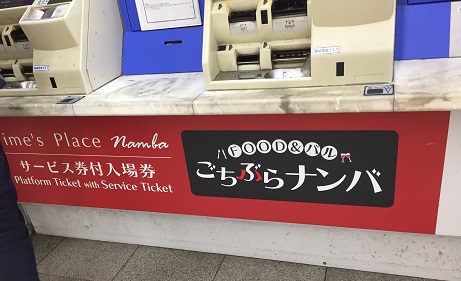 ime's Place Namba
サービス券付入場券
Platform Ticket with Service Ticket
FOOD&バル
ごちぶらナンバ